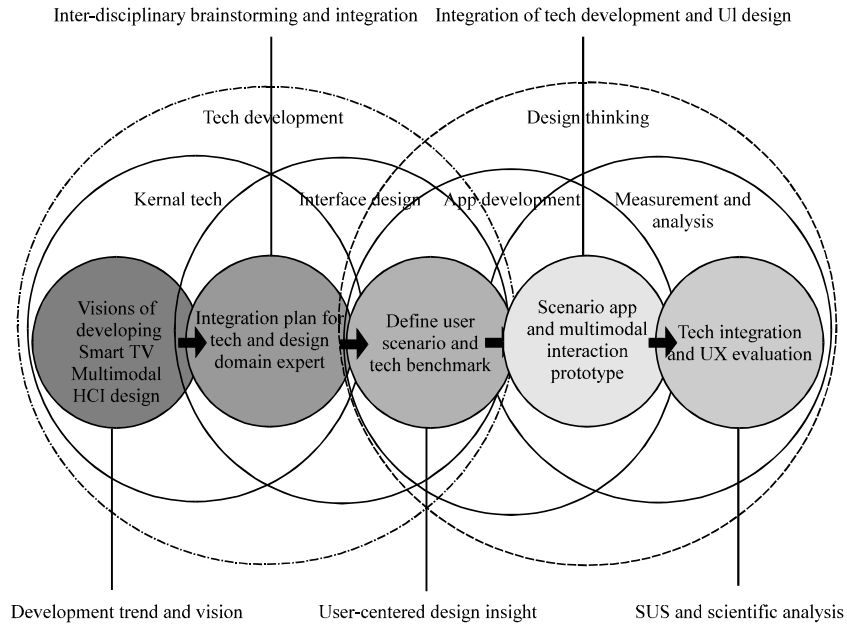 Inter-disciplinary brainstorming and integration
Integration of tech development and UI design
Tech development
Design thinking
Kernal tech
Interface design
App development
Measurement and
analysis
Visions of
developing
Smart TV
Multimodal
HCI design
Integration plan for
tech and design
domain expert
Define user
scenario and
tech benchmark
Scenario app
and multimodal
interaction
prototype
Tech integration
and UX evaluation
Development trend and vision
User-centered design insight
SUS and scientific analysis